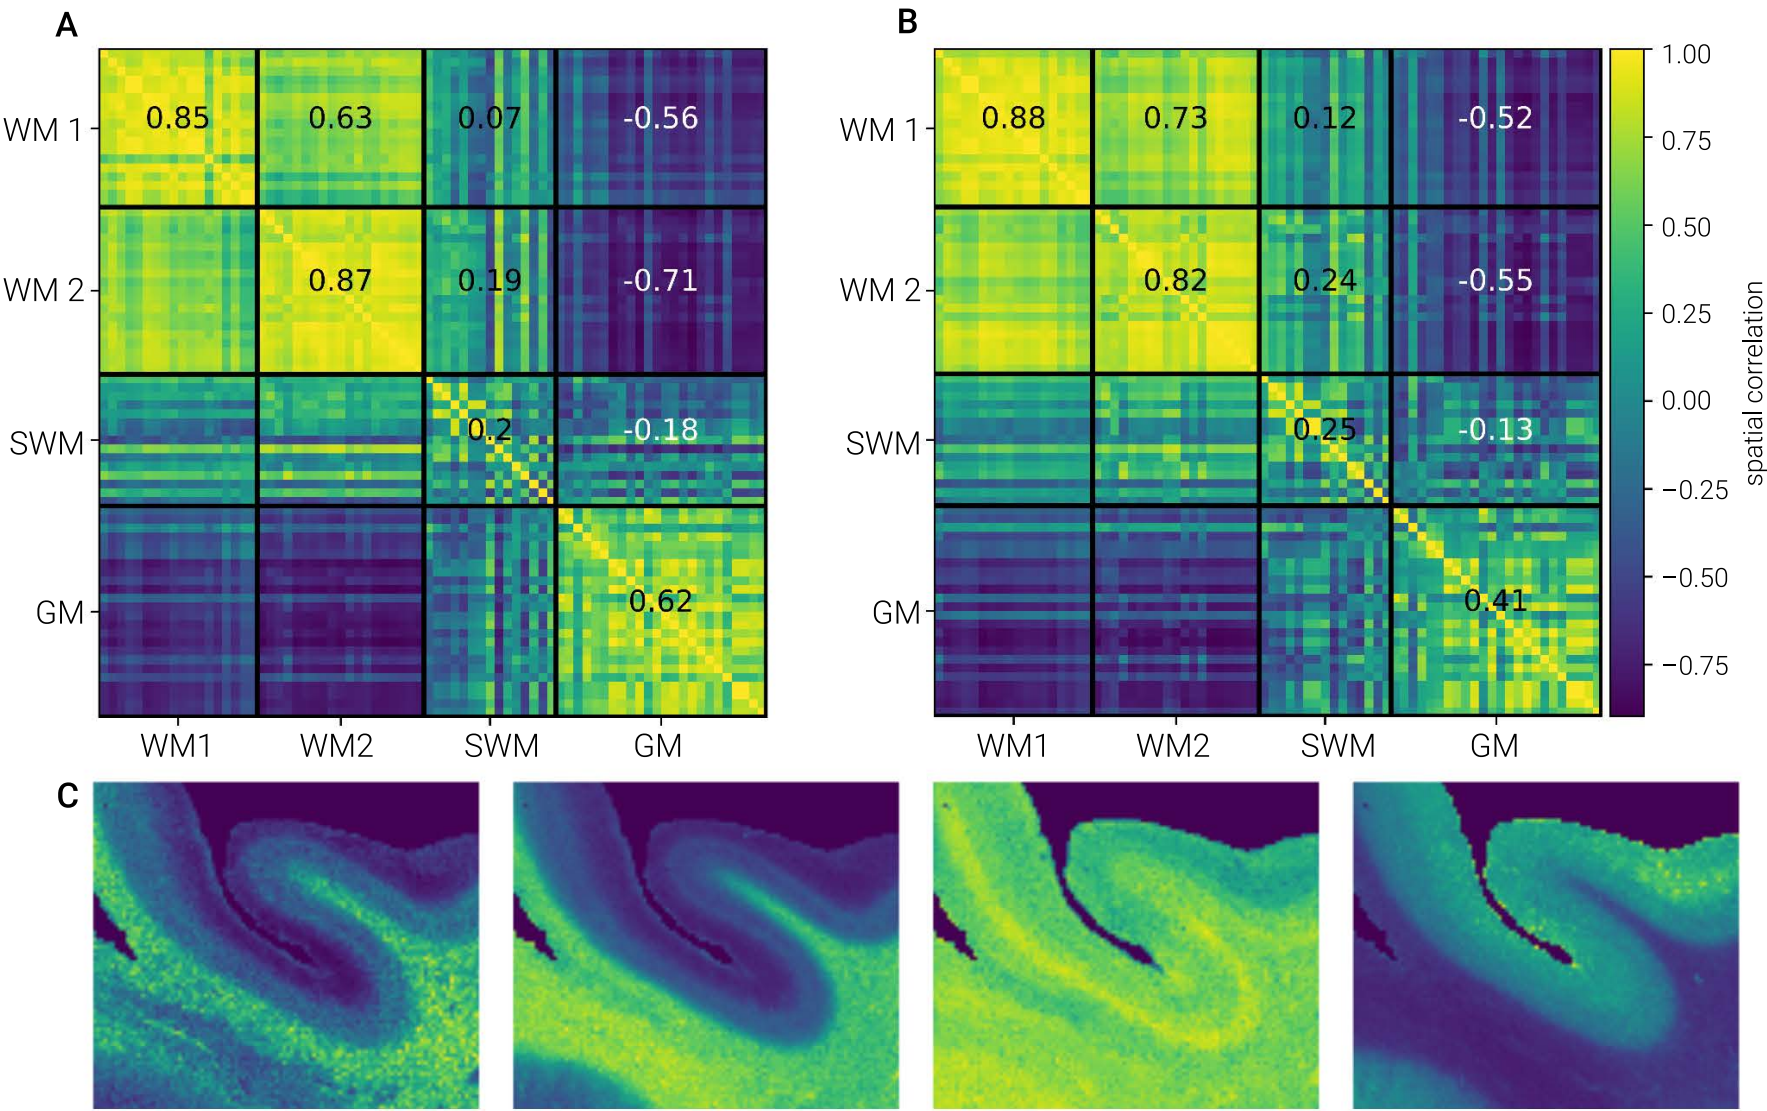 A
B
WM 1
0.85
0.63
0.07
-0.56
WM 2
0.87
0.19
-0.71
SWM
0.2
-0.18
GM
0.62
WM1
WM2
SWM
GM
WM 1
0.88
0.73
0.12
-0.52
WM 2
0.82
0.24
-0.55
SWM
0.25
-0.13
GM
0.41
WM1
WM2
SWM
GM
1.00
0.75
0.50
0.25
0.00
−0.25
−0.50
−0.75
spatial correlation
C